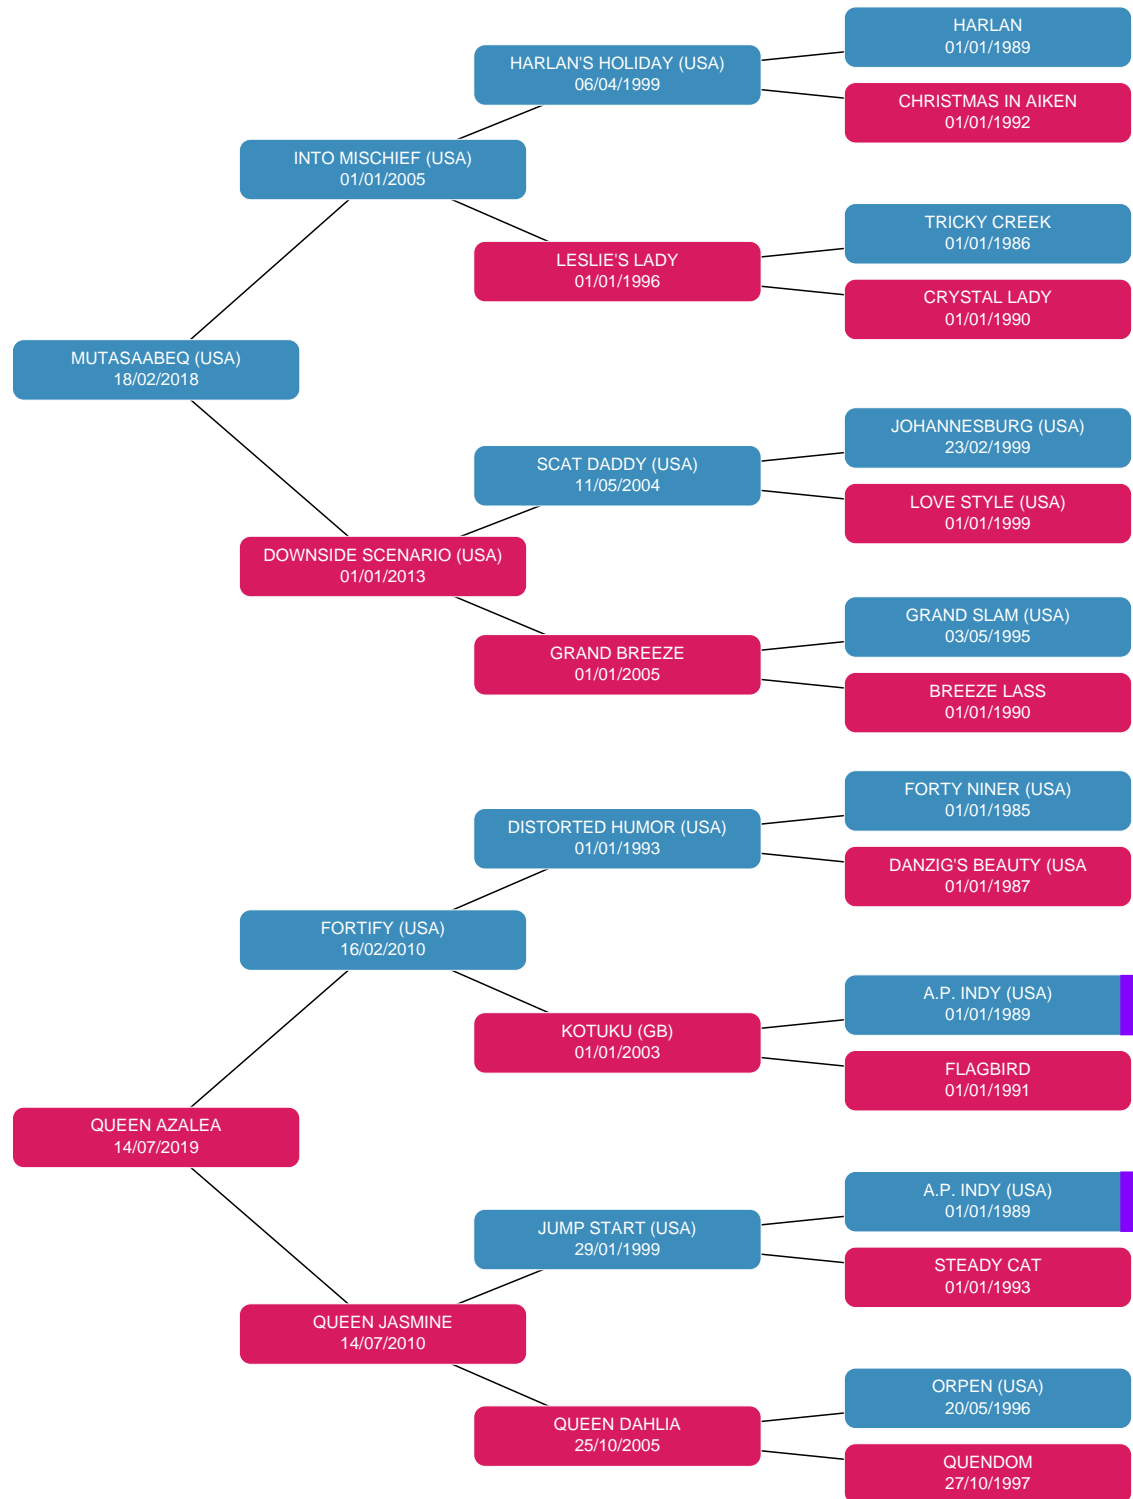 HARLAN
01/01/1989
HARLAN'S HOLIDAY (USA)
06/04/1999
CHRISTMAS IN AIKEN
01/01/1992
INTO MISCHIEF (USA)
01/01/2005
TRICKY CREEK
01/01/1986
LESLIE'S LADY
01/01/1996
CRYSTAL LADY
01/01/1990
MUTASAABEQ (USA)
18/02/2018
JOHANNESBURG (USA)
23/02/1999
SCAT DADDY (USA)
11/05/2004
LOVE STYLE (USA)
01/01/1999
DOWNSIDE SCENARIO (USA)
01/01/2013
GRAND SLAM (USA)
03/05/1995
GRAND BREEZE
01/01/2005
BREEZE LASS
01/01/1990
FORTY NINER (USA)
01/01/1985
DISTORTED HUMOR (USA)
01/01/1993
DANZIG'S BEAUTY (USA
01/01/1987
FORTIFY (USA)
16/02/2010
A.P. INDY (USA)
01/01/1989
KOTUKU (GB)
01/01/2003
FLAGBIRD
01/01/1991
QUEEN AZALEA
14/07/2019
A.P. INDY (USA)
01/01/1989
JUMP START (USA)
29/01/1999
STEADY CAT
01/01/1993
QUEEN JASMINE
14/07/2010
ORPEN (USA)
20/05/1996
QUEEN DAHLIA
25/10/2005
QUENDOM
27/10/1997